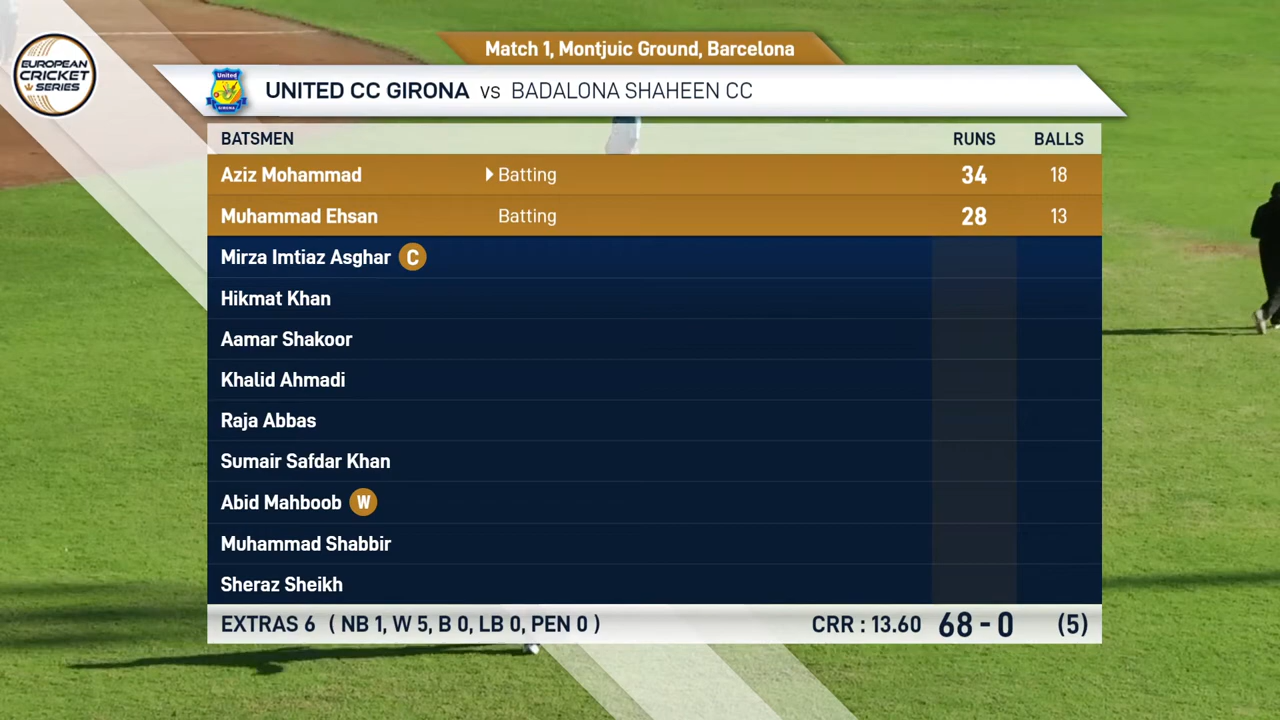 Match 1, Montjuic Ground, Barcelona
EUROPEAN
CRICKET
SERIES
United
GIRONA
UNITED CC GIRONA vs BADALONA SHAHEEN CC
BATSMEN RUNS BALLS
Aziz Mohammad Batting 34 18
Muhammad Ehsan Batting 28 13
Mirza Imtiaz Asghar C
Hikmat Khan
Aamar Shakoor
Khalid Ahmadi
Raja Abbas
Sumair Safdar Khan
Abid Mahboob W
Muhammad Shabbir
Sheraz Sheikh
EXTRAS 6 ( NB 1, W 5, B 0, LB 0, PEN 0 ) CRR : 13.60 68 - 0 (5)